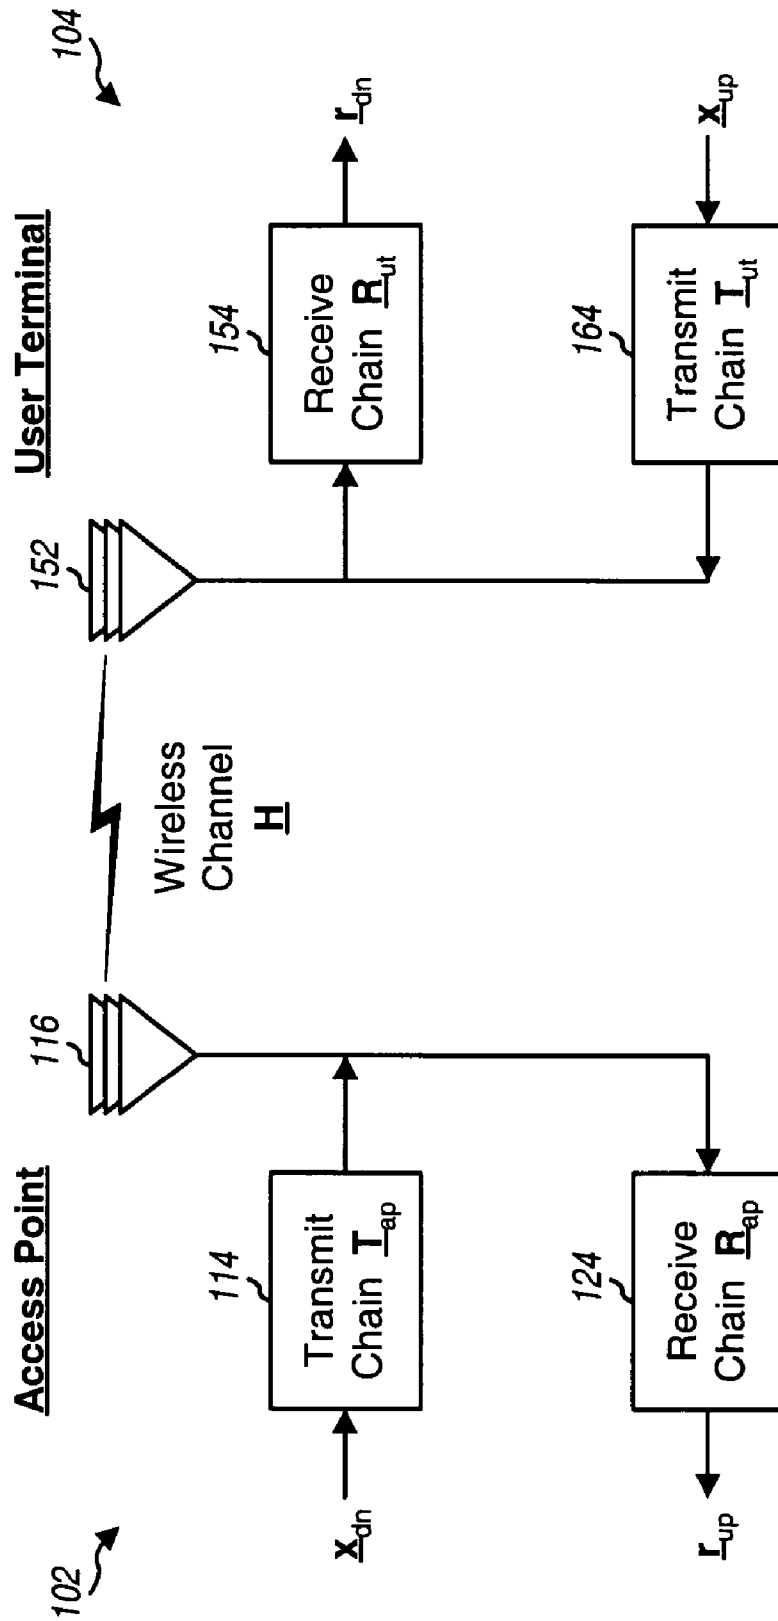 102
Access Point
116
Wireless
Channel
H
152
User Terminal
104
x_dn
114
Transmit
Chain T_ap
154
Receive
Chain R_ut
r_dn
r_up
124
Receive
Chain R_ap
164
Transmit
Chain T_ut
x_up